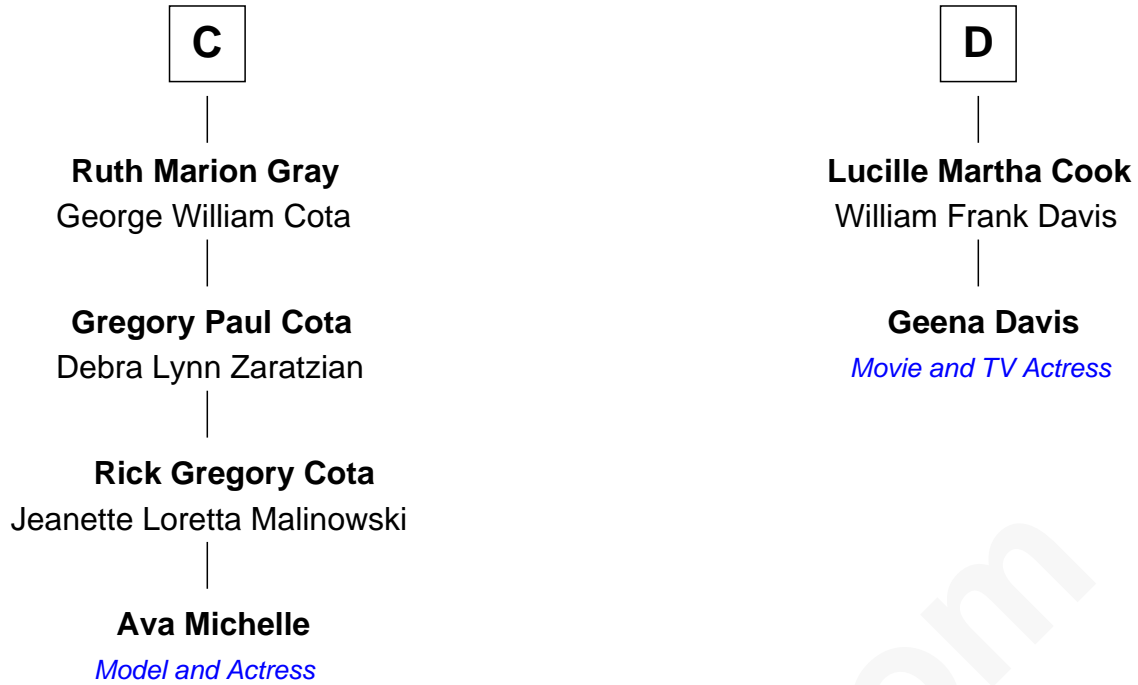 C
Ruth Marion Gray
George William Cota
Gregory Paul Cota
Debra Lynn Zaratzian
Rick Gregory Cota
Jeanette Loretta Malinowski
Ava Michelle
Model and Actress
D
Lucille Martha Cook
William Frank Davis
Geena Davis
Movie and TV Actress
om